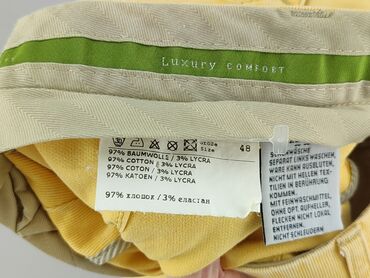 Luxury COMFORT
GRÖßE
Size
48
97% BAUMWOLLE / 3% LYCRA
97% COTTON / 3% LYCRA
97% COTON / 3% LYCRA
97% KATOEN / 3% LYCRA
97% хлопок / 3% еластан
SEPARAT LINKS WASCHEN,
WARE KANN AUSBLUTEN,
NICHT MIT HELLEN TEX-
TILIEN IN BERÜHRUNG
KOMMEN.
MIT FEINWASCHMITTEL
OHNE OPT. AUFHELLER,
FLECKEN NICHT LOKAL
ENTFERNEN.
NICHT SCHLEUDERN